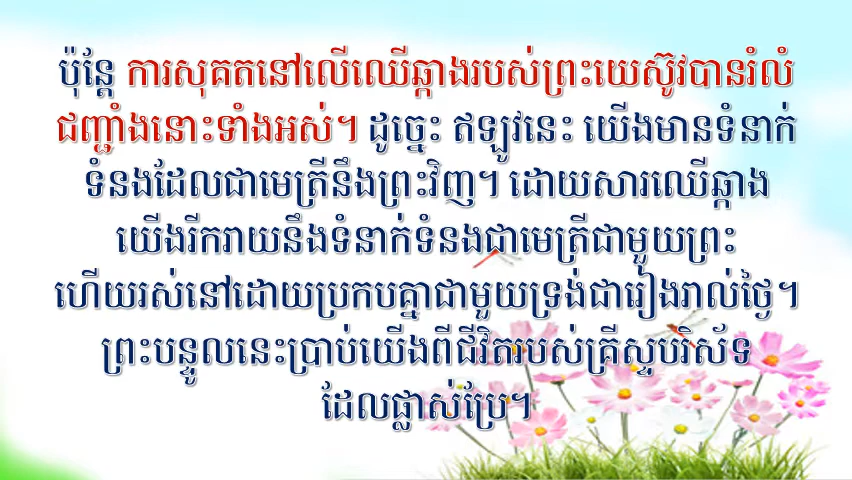 ប៉ុន្តែ ការសុគតនៅលើឈើឆ្កាងរបស់ព្រះយេស៊ូវបានរំលំ
ជញ្ជាំងនោះទាំងអស់។ ដូច្នេះ ឥឡូវនេះ យើងមានទំនាក់
ទំនងដែលជាមេត្រីនឹងព្រះវិញ។ ដោយសារឈើឆ្កាង
យើងរីករាយនឹងទំនាក់ទំនងជាមេត្រីជាមួយព្រះ
ហើយរស់នៅដោយប្រកបគ្នាជាមួយទ្រង់ជារៀងរាល់ថ្ងៃ។
ព្រះបន្ទូលនេះប្រាប់យើងពីជីវិតរបស់គ្រីស្ទបរិស័ទ
ដែលផ្លាស់ប្រែ។